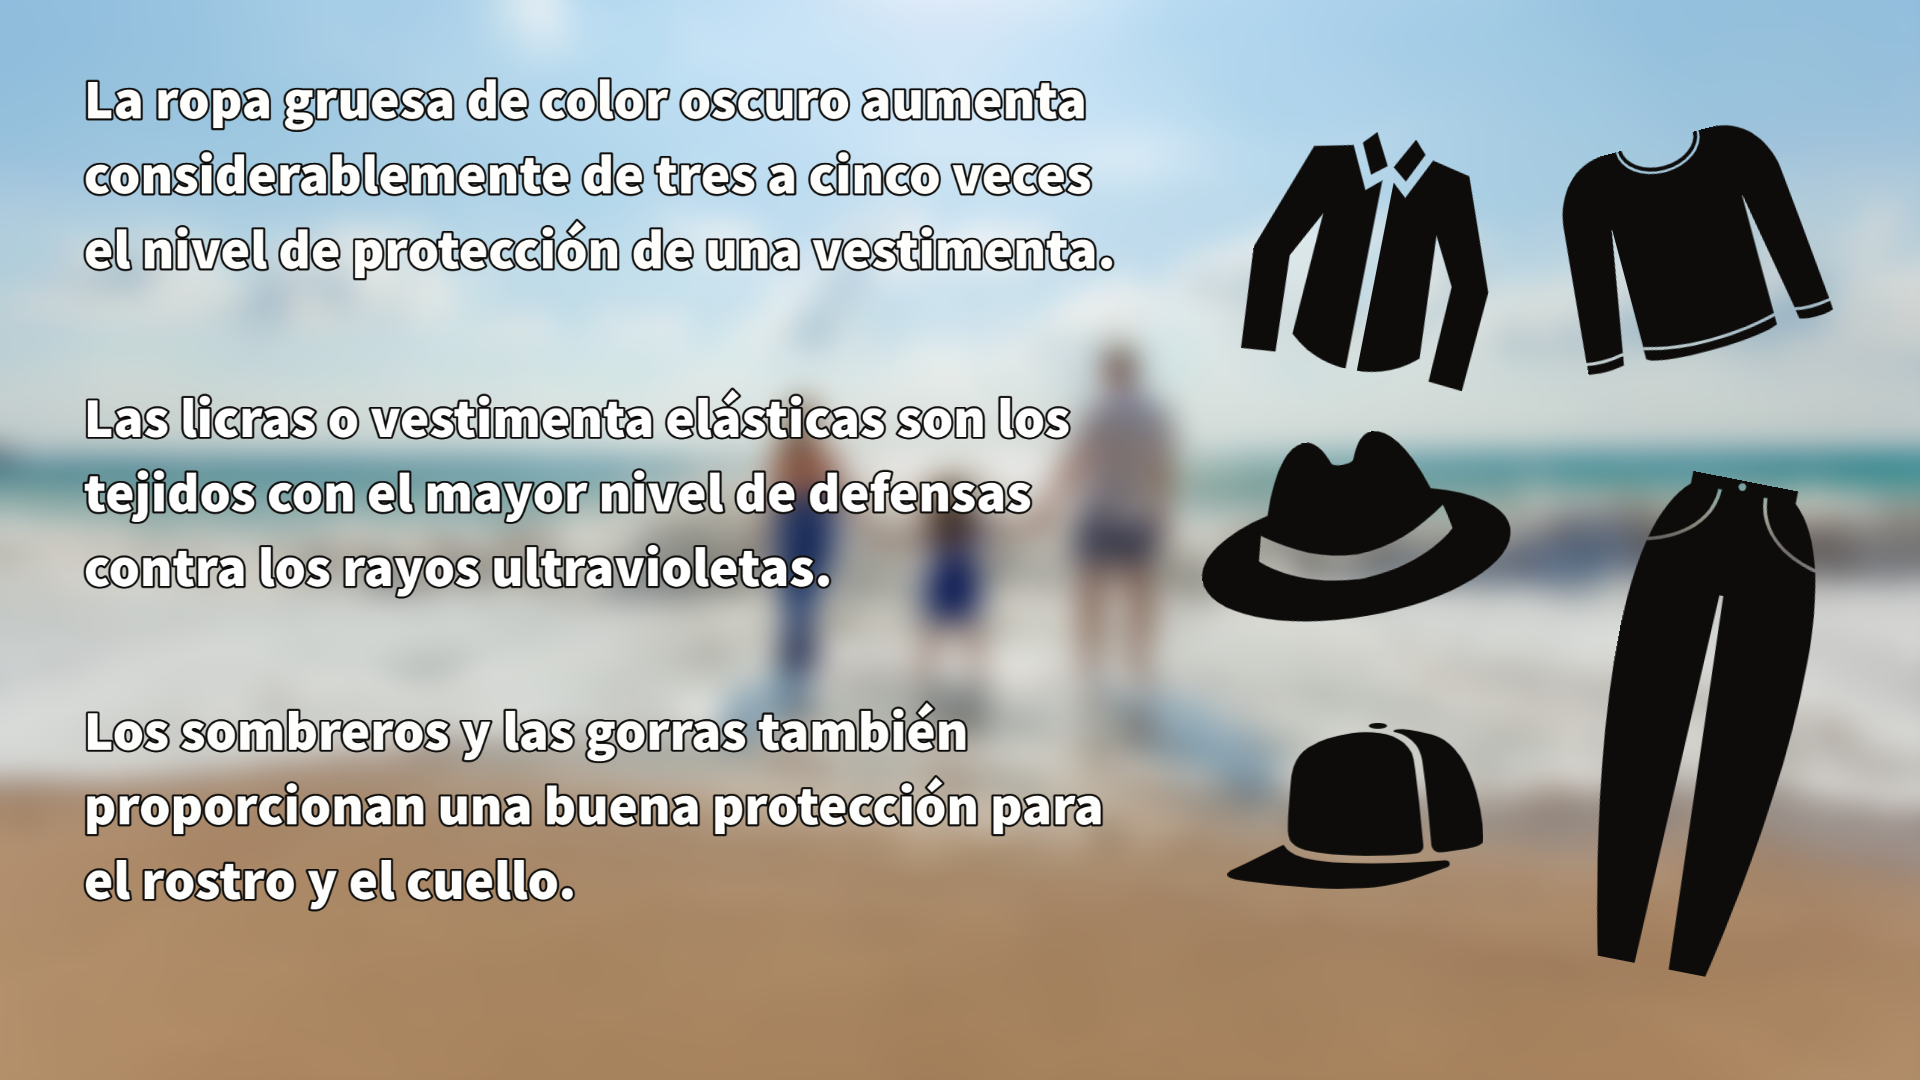 La ropa gruesa de color oscuro aumenta
considerablemente de tres a cinco veces
el nivel de protección de una vestimenta.
Las licras o vestimenta elásticas son los
tejidos con el mayor nivel de defensas
contra los rayos ultravioletas.
Los sombreros y las gorras también
proporcionan una buena protección para
el rostro y el cuello.